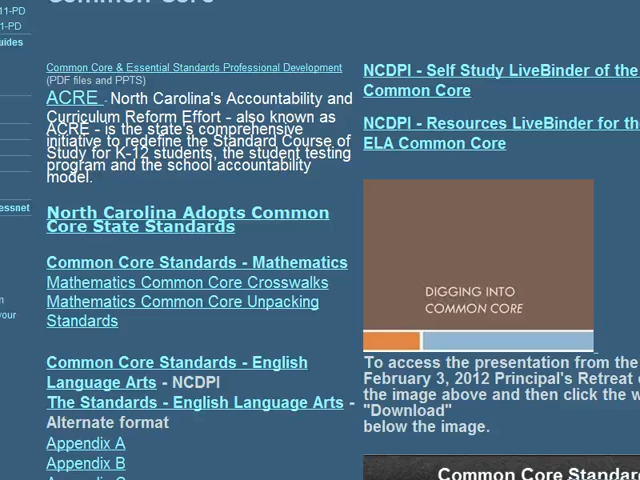 Common Core
11-PD
1-PD
uides
essnet
n
your
Common Core & Essential Standards Professional Development
(PDF files and PPTS)
ACRE - North Carolina's Accountability and
Curriculum Reform Effort - also known as
ACRE - is the state's comprehensive
initiative to redefine the Standard Course of
Study for K-12 students, the student testing
program and the school accountability
model.
North Carolina Adopts Common
Core State Standards
Common Core Standards - Mathematics
Mathematics Common Core Crosswalks
Mathematics Common Core Unpacking
Standards
Common Core Standards - English
Language Arts - NCDPI
The Standards - English Language Arts -
Alternate format
Appendix A
Appendix B
NCDPI - Self Study LiveBinder of the
Common Core
NCDPI - Resources LiveBinder for the
ELA Common Core
DIGGING INTO
COMMON CORE
To access the presentation from the
February 3, 2012 Principal's Retreat
the image above and then click the
"Download"
below the image.
Common Core Standar